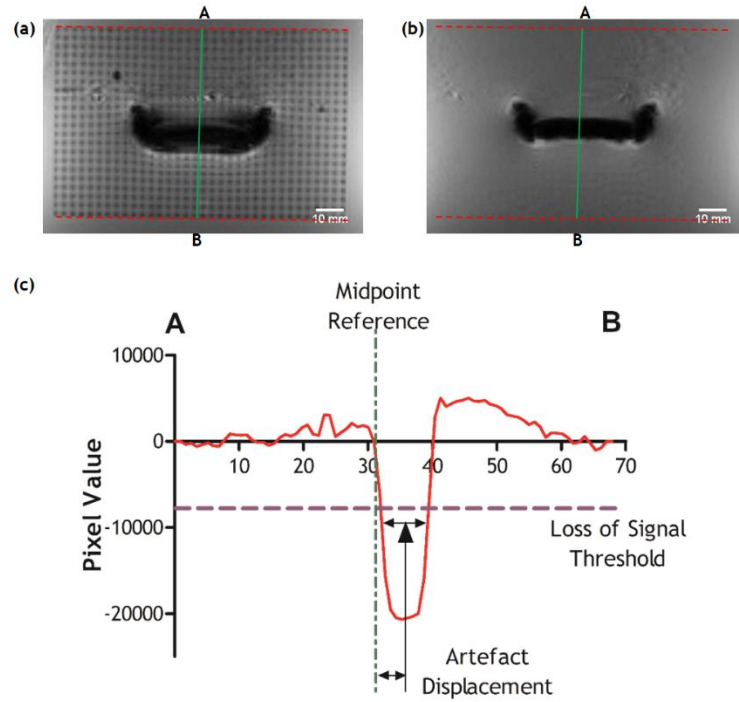 (a)
A
10 mm
B
(b)
A
10 mm
B
(c)
Midpoint
Reference
A
B
10000
0
10
20
30
40
50
60
70
Pixel Value
-10000
Loss of Signal
Threshold
-20000
Artefact
Displacement